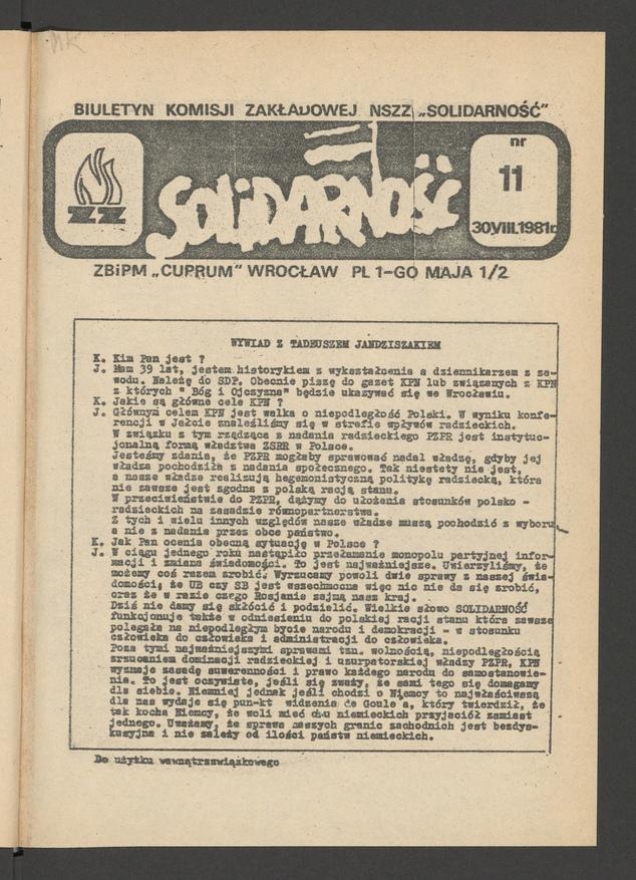 BIULETYN KOMISJI ZAKŁADOWEJ NSZZ „SOLIDARNOŚĆ"
ZZ
SOLIDARNOŚĆ
nr
11
30.VIII.1981r.
ZBiPM „CUPRUM" WROCŁAW PL 1-GO MAJA 1/2
WYWIAD Z TADEUSZEM JANDZISZAKIEM
K. Kim Pan jest ?
J. Mam 39 lat, jestem historykiem z wykształcenia a dziennikarzem z za-
wodu. Należę do SDP. Obecnie piszę do gazet KPN lub związanych z KPN
z których " Bóg i Ojczyzna" będzie ukazywać się we Wrocławiu.
K. Jakie są główne cele KPN ?
J. Głównym celem KPN jest walka o niepodległość Polski. W wyniku konfe-
rencji w Jałcie znaleźliśmy się w strefie wpływów radzieckich.
W związku z tym rządząca z nadania radzieckiego PZPR jest instytuc-
jonalną formą władztwa ZSRR w Polsce.
Jesteśmy zdania, że PZPR mogłaby sprawować nadal władzę, gdyby jej
władza pochodziła z nadania społecznego. Tak niestety nie jest,
a nasze władze realizują hegemonistyczną politykę radziecką, która
nie zawsze jest zgodna z polską racją stanu.
W przeciwieństwie do PZPR, dążymy do ułożenia stosunków polsko -
radzieckich na zasadzie równopartnerstwa.
Z tych i wielu innych względów nasze władze muszą pochodzić z wyboru,
a nie z nadania przez obce państwo.
K. Jak Pan ocenia obecną sytuację w Polsce ?
J. W ciągu jednego roku nastąpiło przełamanie monopolu partyjnej infor-
macji i zmiana świadomości. To jest najważniejsze. Uwierzyliśmy, że
możemy coś razem zrobić. Wyrzucamy powoli dwie sprawy z naszej świa-
domości; że UB czy SB jest wszechmocne więc nic nie da się zrobić,
oraz że w razie czego Rosjanie zajmą nasz kraj.
Dziś nie damy się skłócić i podzielić. Wielkie słowo SOLIDARNOŚĆ
funkcjonuje także w odniesieniu do polskiej racji stanu która zawsze
polegała na niepodległym bycie narodu i demokracji - w stosunku
człowieka do człowieka i administracji do człowieka.
Poza tymi najważniejszymi sprawami tzn. wolnością, niepodległością
zrzucaniem dominacji radzieckiej i uzurpatorskiej władzy PZPR, KPN
wyznaje zasadę suwerenności i prawo każdego narodu do samostanowie-
nia. To jest oczywiste, jeśli się zważy, że sami tego się domagamy
dla siebie. Niemniej jednak jeśli chodzi o Niemcy to najwłaściwszą
dla nas wydaje się pun-kt widzenia de Goule'a, który twierdził, że
tak kocha Niemcy, że woli mieć dwu niemieckich przyjaciół zamiast
jednego. Uważamy, że sprawa naszych granic zachodnich jest bezdys-
kusyjna i nie zależy od ilości państw niemieckich.
Do użytku wewnątrzzwiązkowego